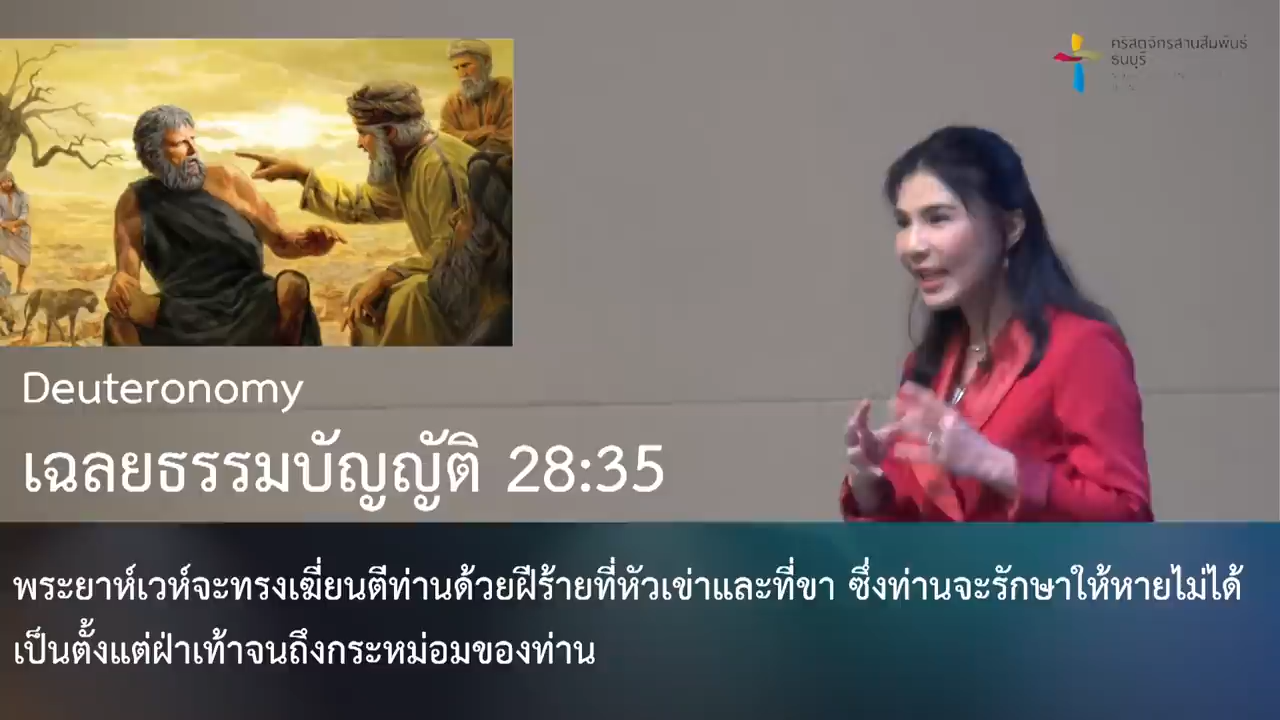 คริสตจักรสานสัมพันธ์
ธนบุรี
Deuteronomy
เฉลยธรรมบัญญัติ 28:35
พระยาห์เวห์จะทรงเฆี่ยนตีท่านด้วยฝีร้ายที่หัวเข่าและที่ขา ซึ่งท่านจะรักษาให้หายไม่ได้
เป็นตั้งแต่ฝ่าเท้าจนถึงกระหม่อมของท่าน